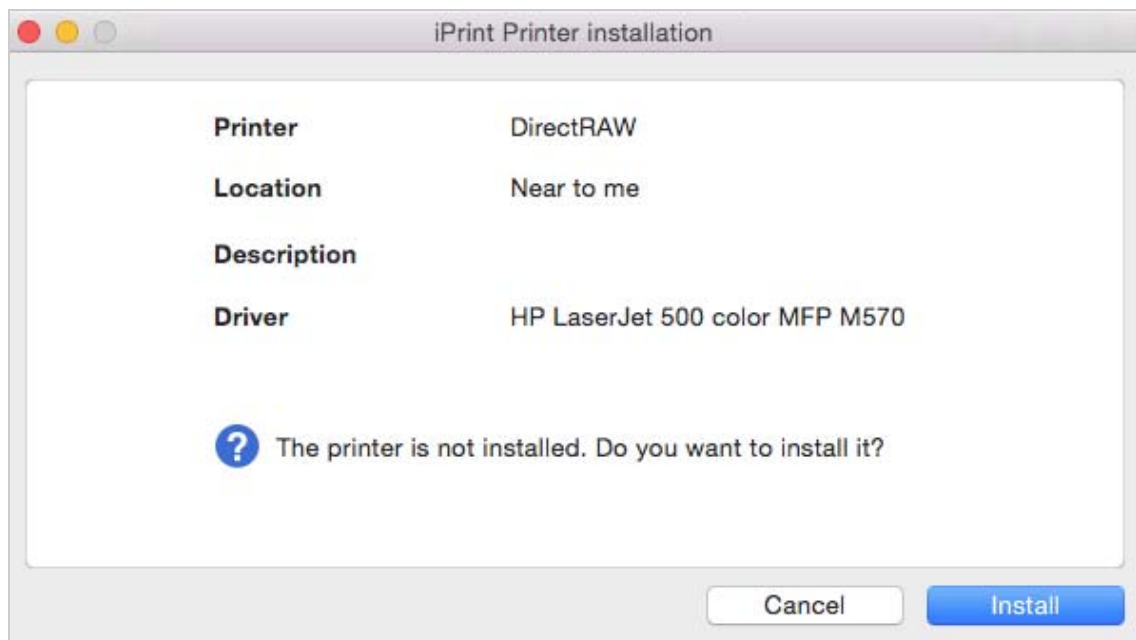 iPrint Printer installation
Printer DirectRAW
Location Near to me
Description
Driver HP LaserJet 500 color MFP M570
? The printer is not installed. Do you want to install it?
Cancel Install